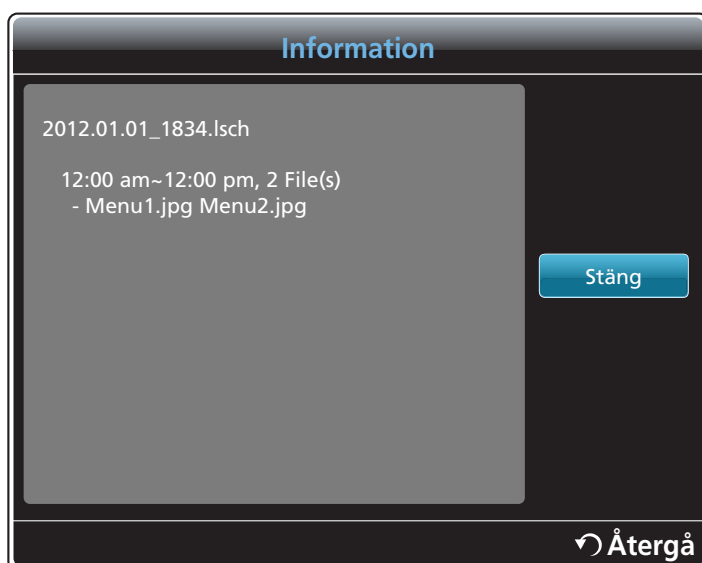 Information
2012.01.01_1834.lsch
12:00 am~12:00 pm, 2 File(s)
- Menu1.jpg Menu2.jpg
Stäng
Återgå